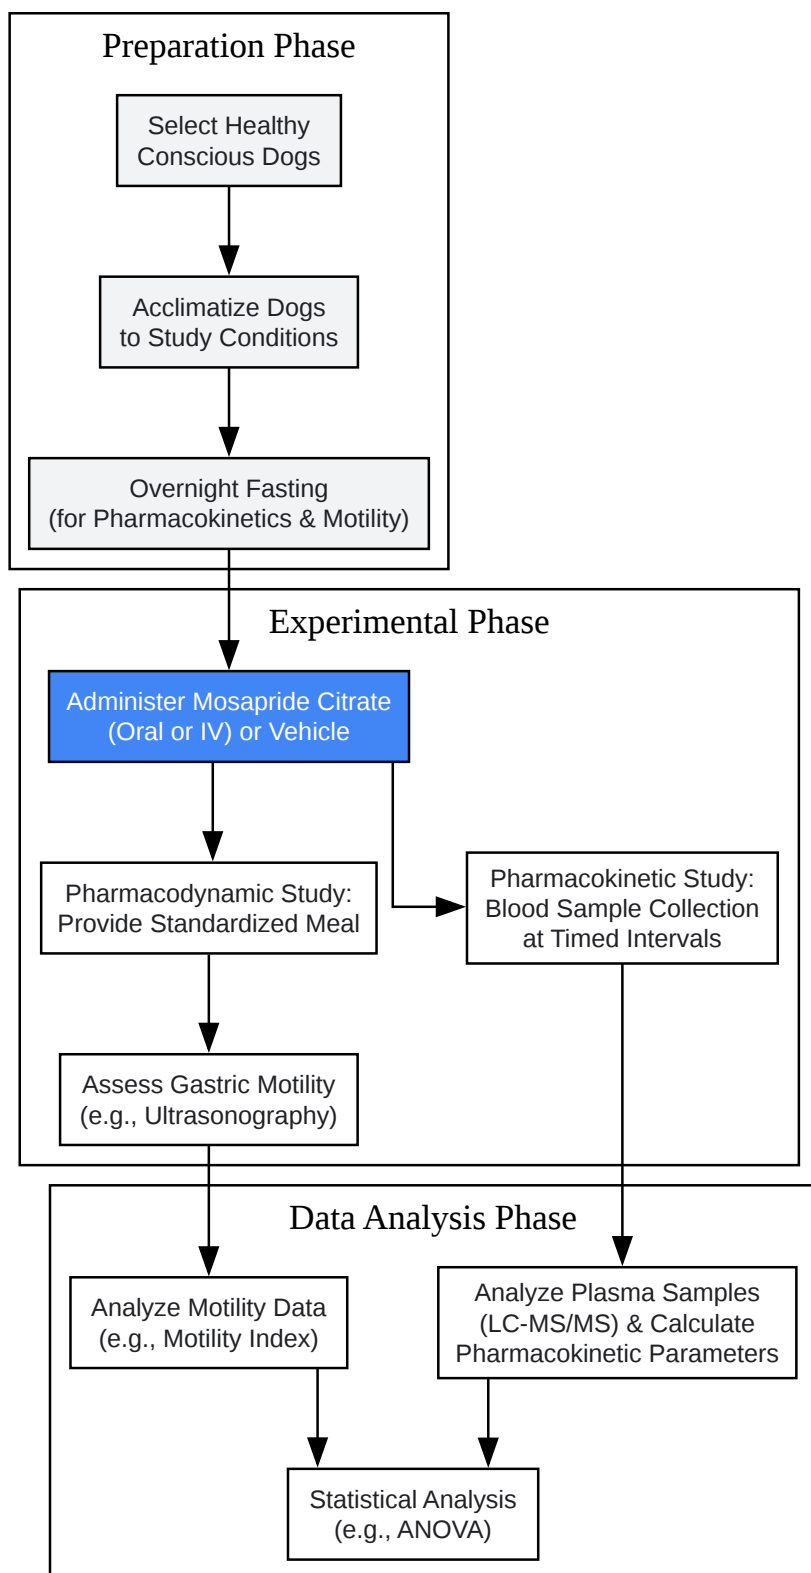 Preparation Phase
Select Healthy
Conscious Dogs
Acclimatize Dogs
to Study Conditions
Overnight Fasting
(for Pharmacokinetics & Motility)
Experimental Phase
Administer Mosapride Citrate
(Oral or IV) or Vehicle
Pharmacodynamic Study:
Provide Standardized Meal
Pharmacokinetic Study:
Blood Sample Collection
at Timed Intervals
Assess Gastric Motility
(e.g., Ultrasonography)
Data Analysis Phase
Analyze Motility Data
(e.g., Motility Index)
Analyze Plasma Samples
(LC-MS/MS) & Calculate
Pharmacokinetic Parameters
Statistical Analysis
(e.g., ANOVA)